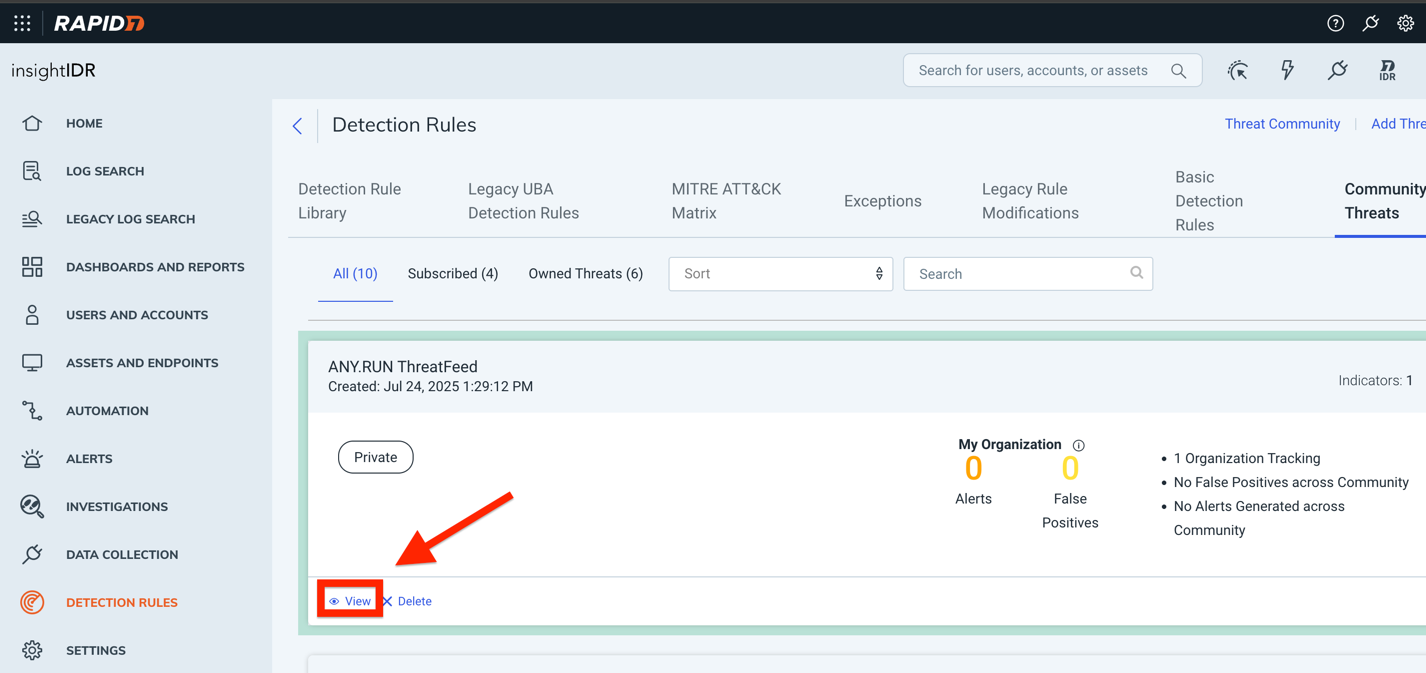 RAPID7
insightIDR
Search for users, accounts, or assets
IDR
HOME
LOG SEARCH
LEGACY LOG SEARCH
DASHBOARDS AND REPORTS
USERS AND ACCOUNTS
ASSETS AND ENDPOINTS
AUTOMATION
ALERTS
INVESTIGATIONS
DATA COLLECTION
DETECTION RULES
SETTINGS
Detection Rules
Threat Community
Add Thre
Detection Rule
Library
Legacy UBA
Detection Rules
MITRE ATT&CK
Matrix
Exceptions
Legacy Rule
Modifications
Basic
Detection
Rules
Community
Threats
All (10)
Subscribed (4)
Owned Threats (6)
Sort
Search
ANY.RUN ThreatFeed
Created: Jul 24, 2025 1:29:12 PM
Indicators: 1
Private
My Organization
0
Alerts
0
False
Positives
• 1 Organization Tracking
• No False Positives across Community
• No Alerts Generated across
Community
View
Delete